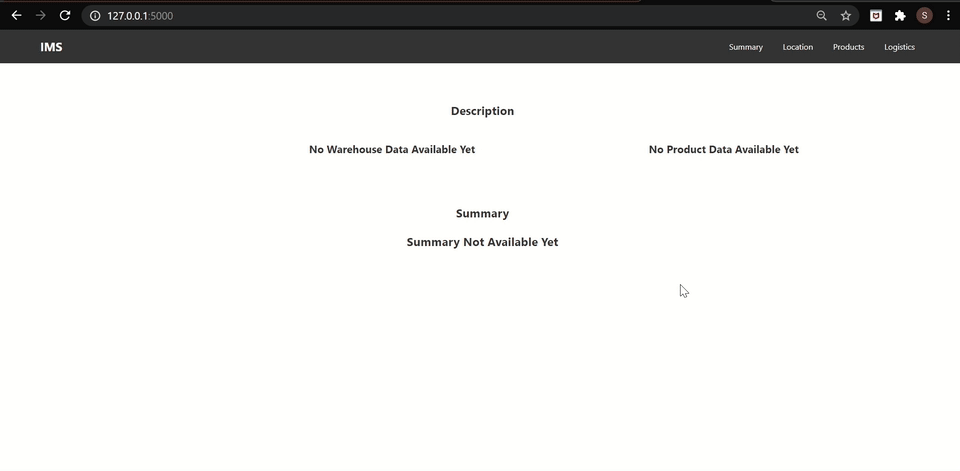 127.0.0.1:5000
S
IMS Summary Location Products Logistics
Description
No Warehouse Data Available Yet No Product Data Available Yet
Summary
Summary Not Available Yet